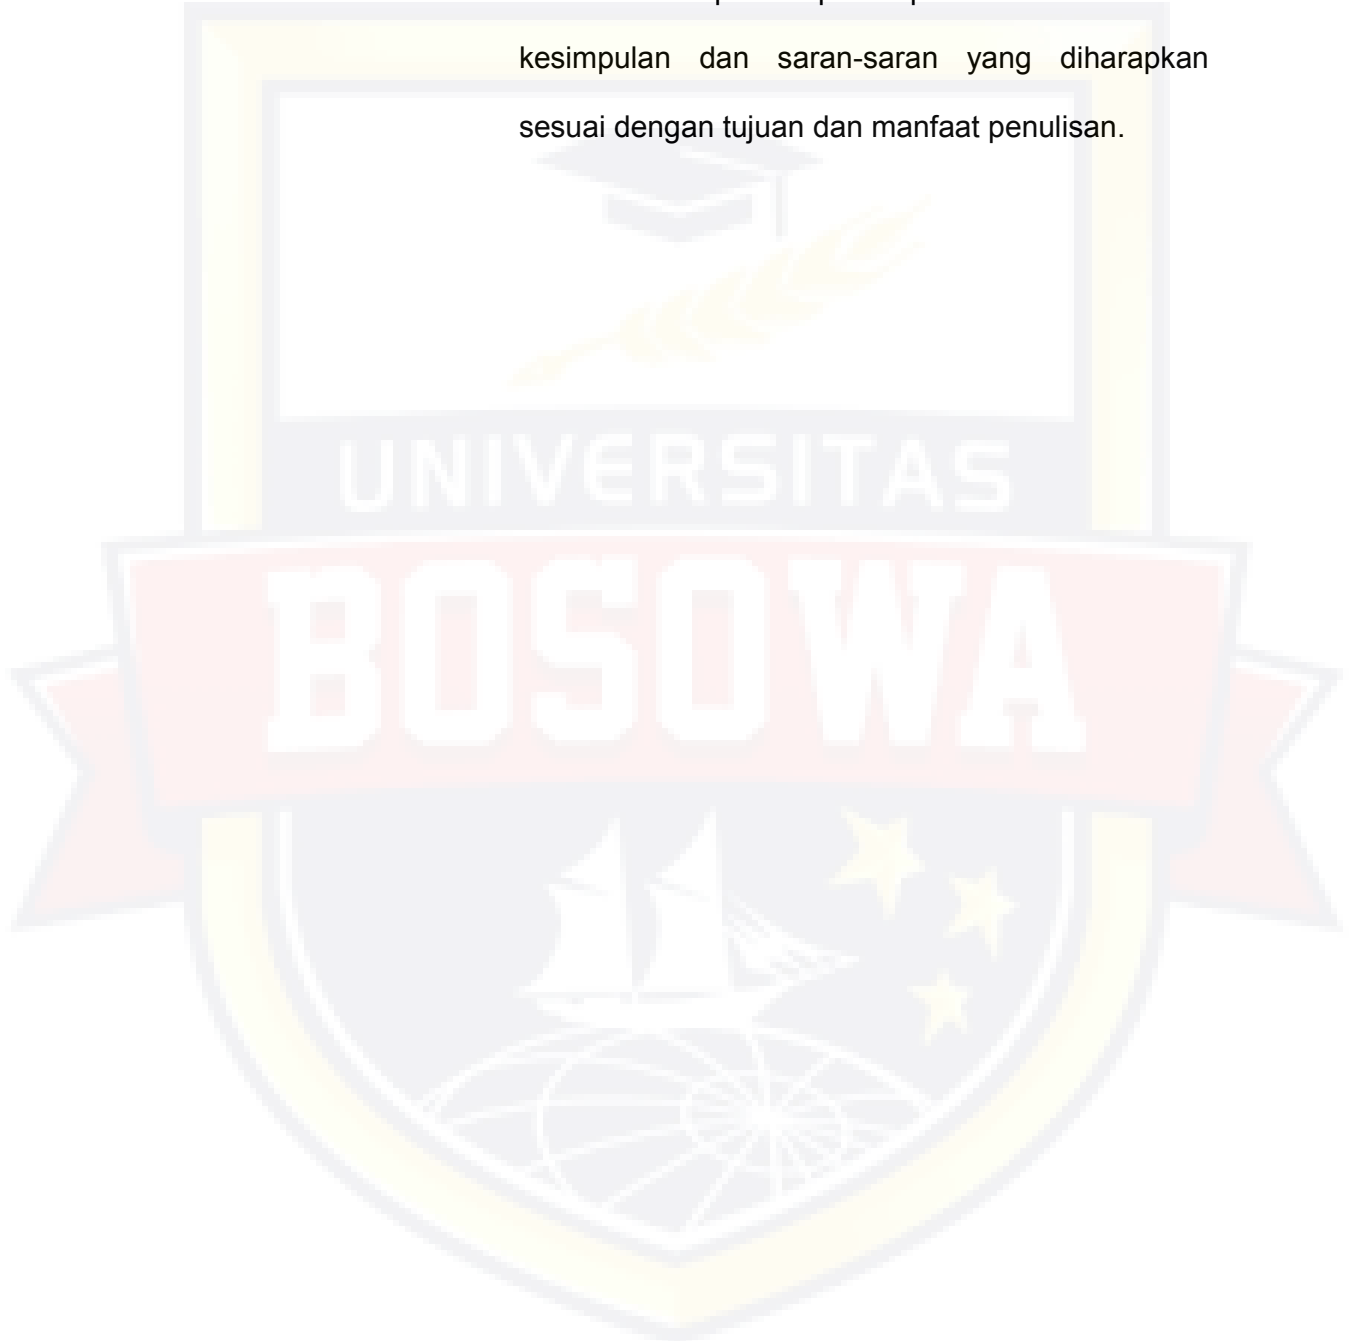 kesimpulan dan saran-saran yang diharapkan
sesuai dengan tujuan dan manfaat penulisan.
UNIVERSITAS
BOSOWA